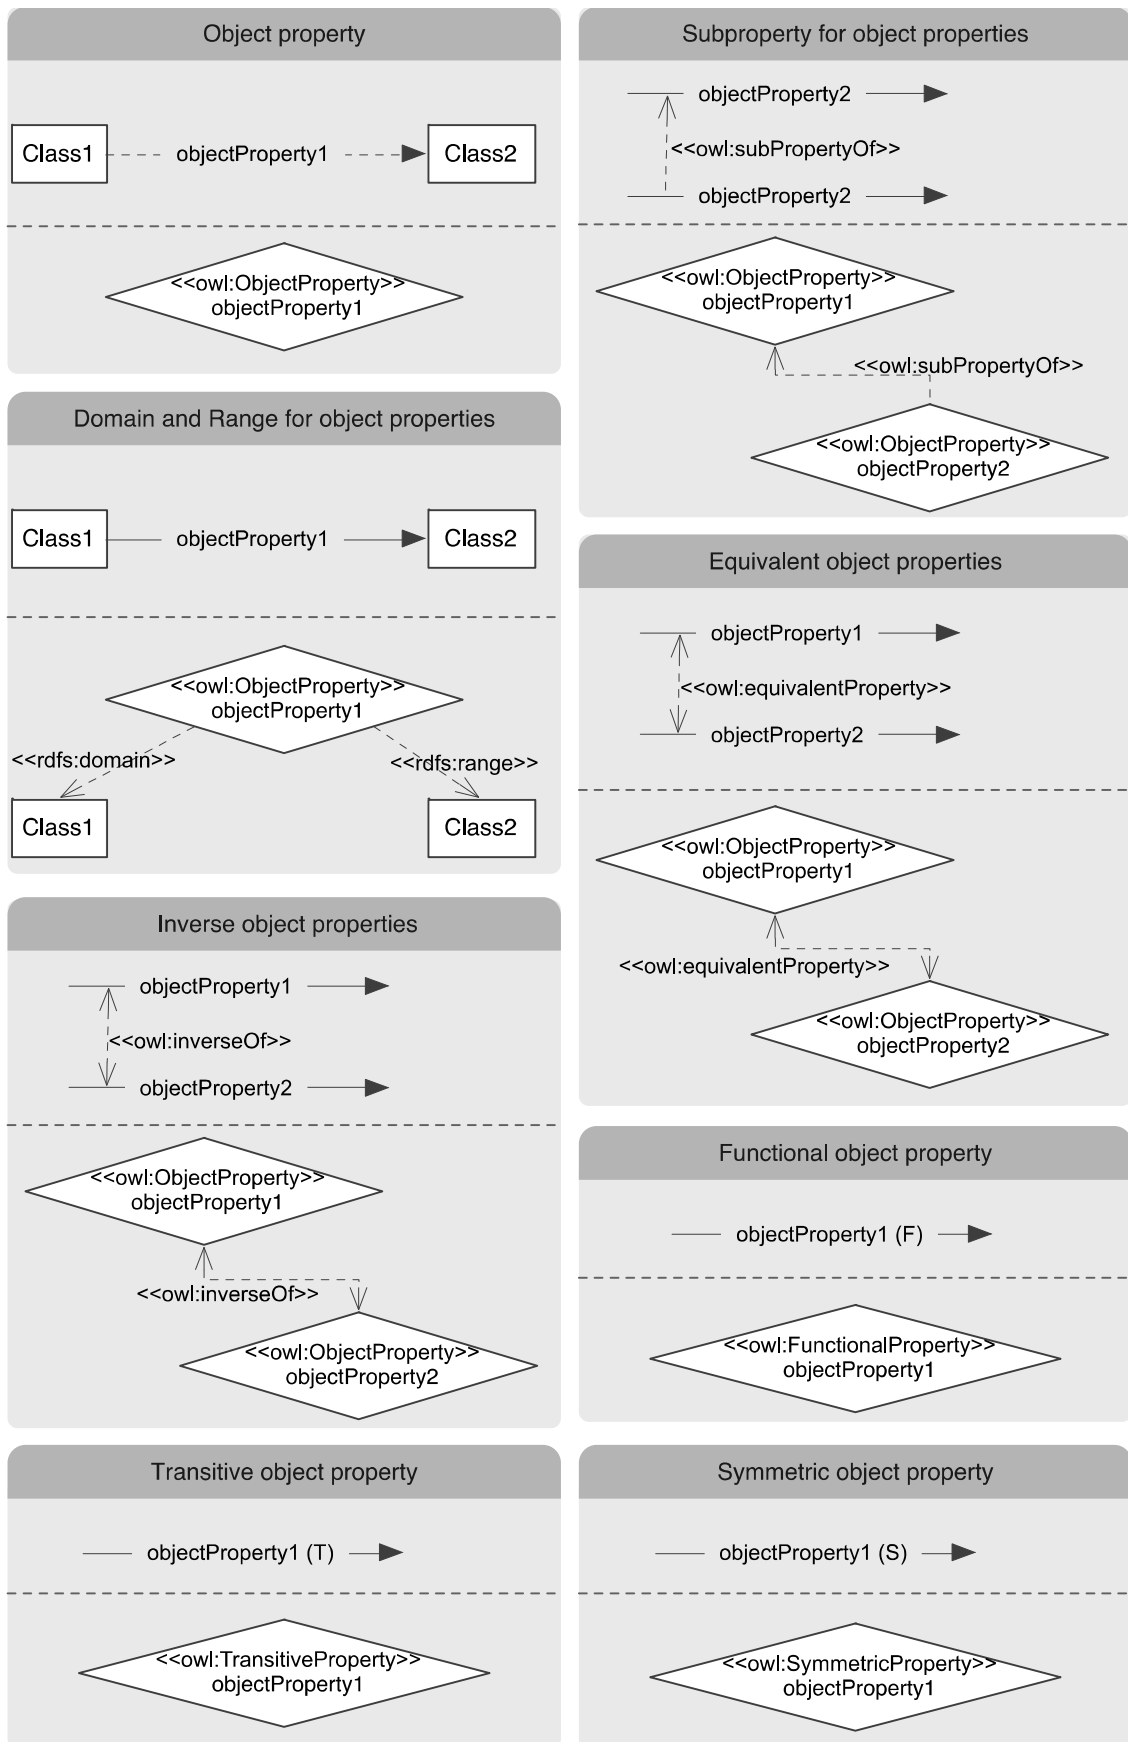 Object property
Class1
objectProperty1
Class2
<<owl:ObjectProperty>>
objectProperty1
Domain and Range for object properties
Class1
objectProperty1
Class2
<<owl:ObjectProperty>>
objectProperty1
<<rdfs:domain>>
<<rdfs:range>>
Class1
Class2
Inverse object properties
objectProperty1
<<owl:inverseOf>>
objectProperty2
<<owl:ObjectProperty>>
objectProperty1
<<owl:inverseOf>>
<<owl:ObjectProperty>>
objectProperty2
Transitive object property
objectProperty1 (T)
<<owl:TransitiveProperty>>
objectProperty1
Subproperty for object properties
objectProperty2
<<owl:subPropertyOf>>
objectProperty2
<<owl:ObjectProperty>>
objectProperty1
<<owl:subPropertyOf>>
<<owl:ObjectProperty>>
objectProperty2
Equivalent object properties
objectProperty1
<<owl:equivalentProperty>>
objectProperty2
<<owl:ObjectProperty>>
objectProperty1
<<owl:equivalentProperty>>
<<owl:ObjectProperty>>
objectProperty2
Functional object property
objectProperty1 (F)
<<owl:FunctionalProperty>>
objectProperty1
Symmetric object property
objectProperty1 (S)
<<owl:SymmetricProperty>>
objectProperty1